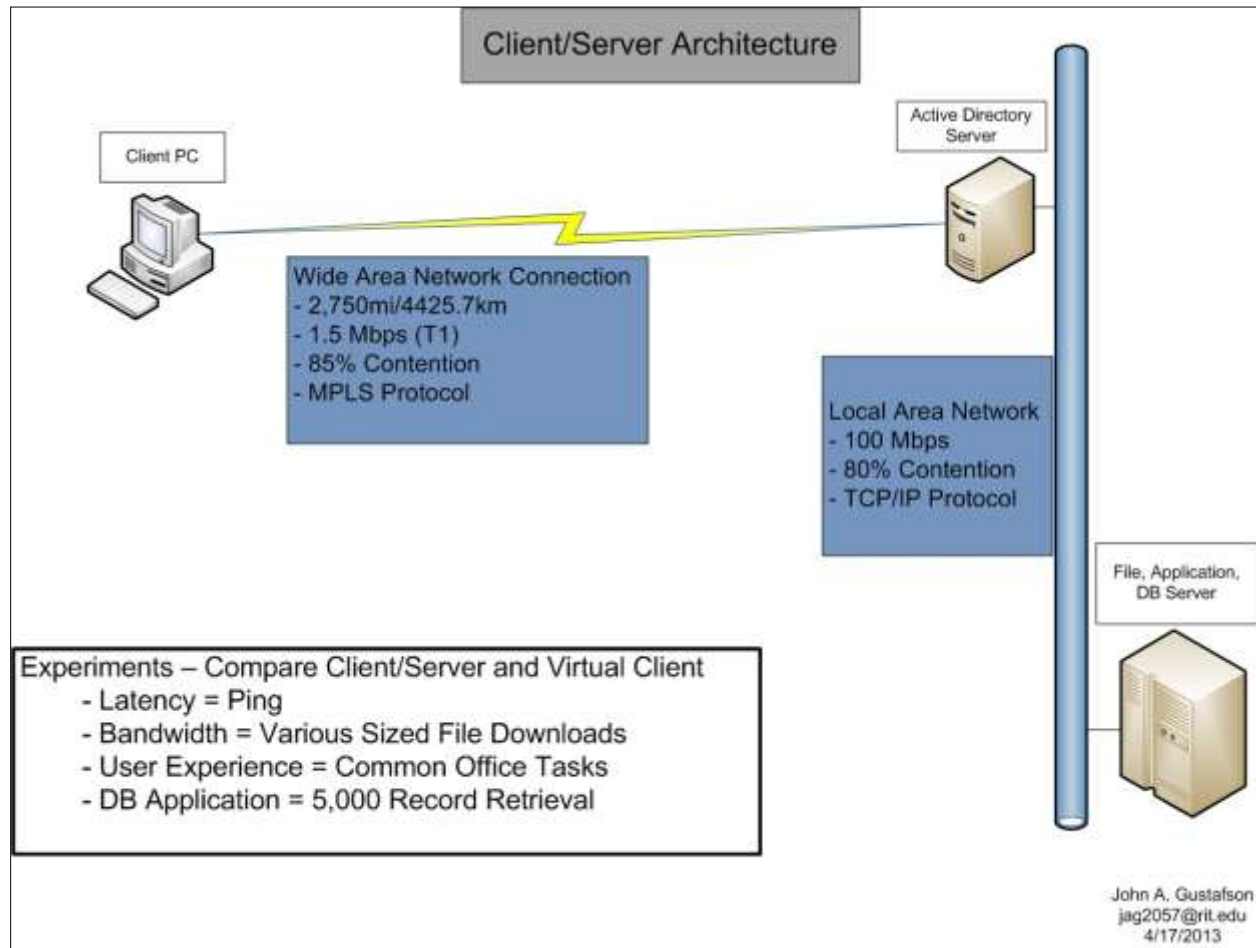 Client/Server Architecture
Client PC
Active Directory
Server
Wide Area Network Connection
- 2,750mi/4425.7km
- 1.5 Mbps (T1)
- 85% Contention
- MPLS Protocol
Local Area Network
- 100 Mbps
- 80% Contention
- TCP/IP Protocol
File, Application,
DB Server
Experiments – Compare Client/Server and Virtual Client
- Latency = Ping
- Bandwidth = Various Sized File Downloads
- User Experience = Common Office Tasks
- DB Application = 5,000 Record Retrieval
John A. Gustafson
jag2057@rit.edu
4/17/2013